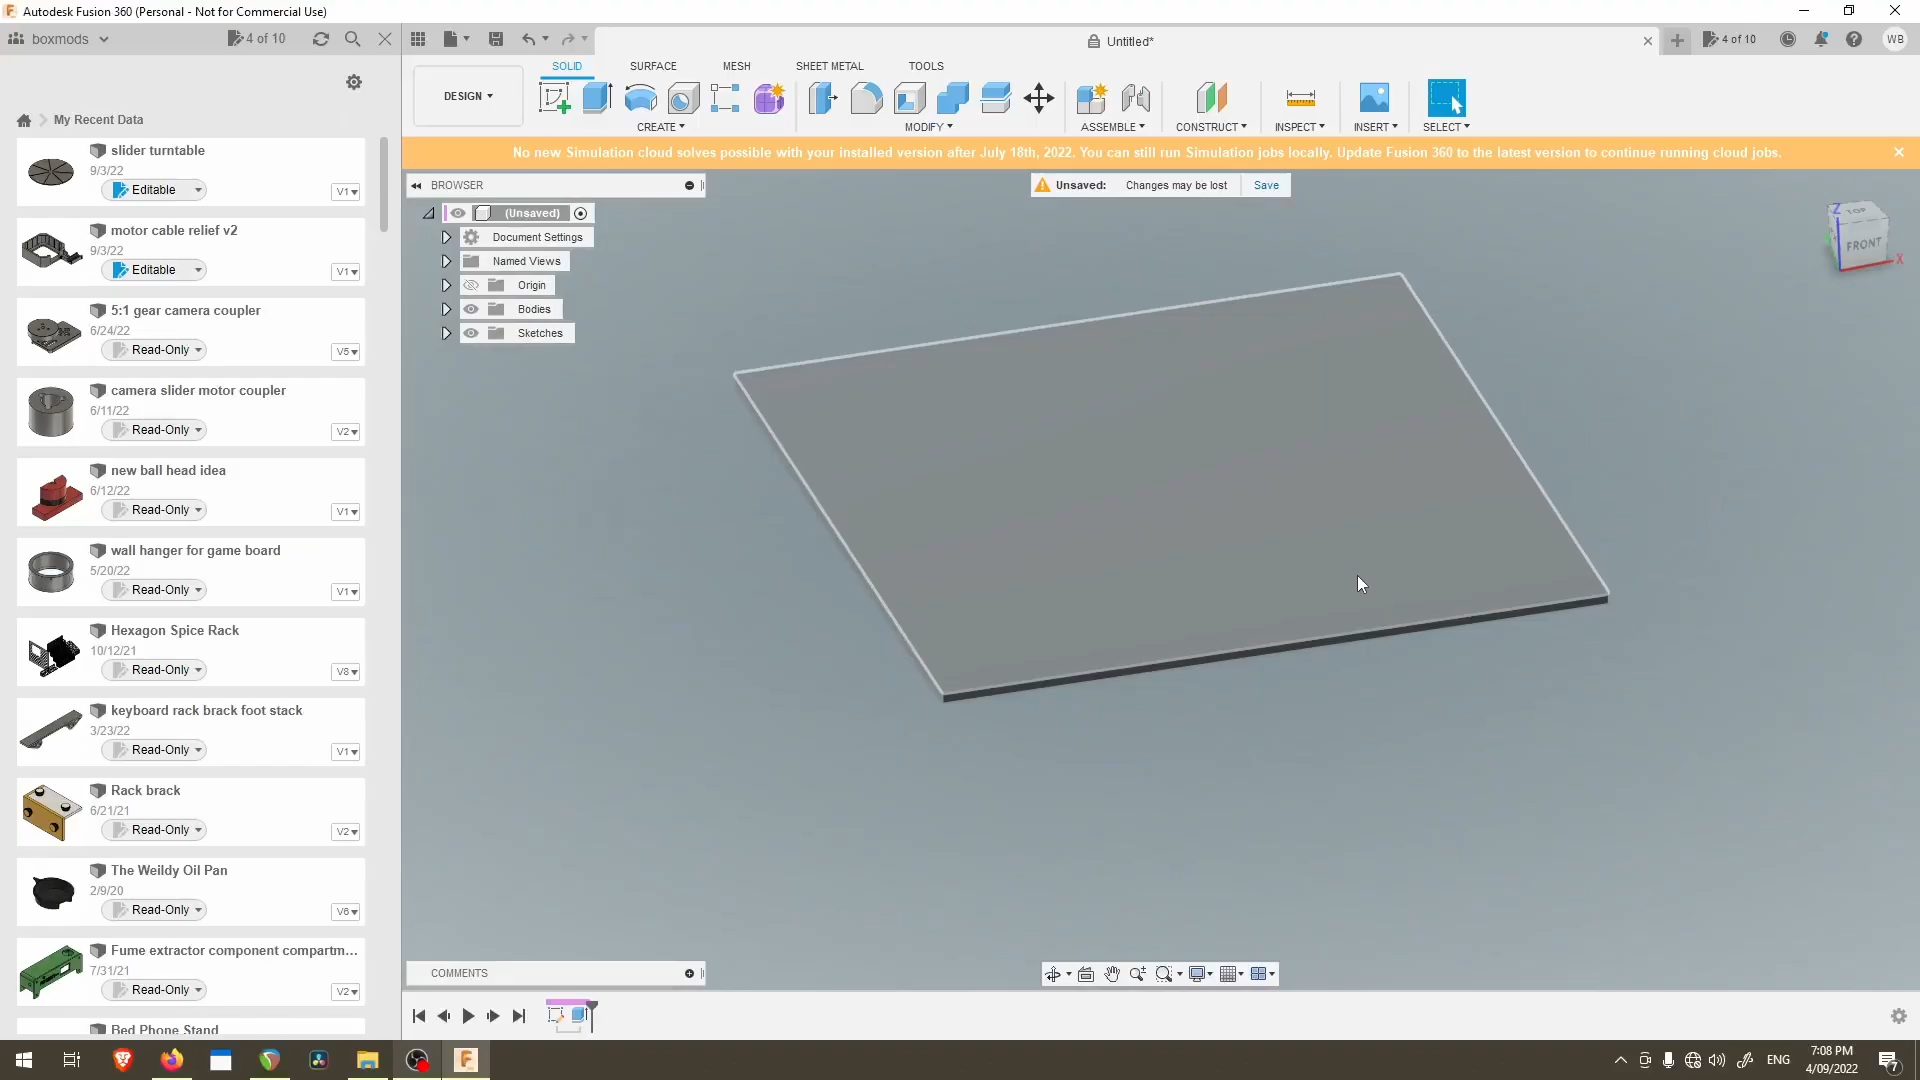 Autodesk Fusion 360 (Personal - Not for Commercial Use)
boxmods
4 of 10
Untitled*
4 of 10
WB
DESIGN
SOLID
SURFACE
MESH
SHEET METAL
TOOLS
CREATE
MODIFY
ASSEMBLE
CONSTRUCT
INSPECT
INSERT
SELECT
No new Simulation cloud solves possible with your installed version after July 18th, 2022. You can still run Simulation jobs locally. Update Fusion 360 to the latest version to continue running cloud jobs.
My Recent Data
slider turntable
9/3/22
Editable
V1
motor cable relief v2
9/3/22
Editable
V1
5:1 gear camera coupler
6/24/22
Read-Only
V5
camera slider motor coupler
6/11/22
Read-Only
V2
new ball head idea
6/12/22
Read-Only
V1
wall hanger for game board
5/20/22
Read-Only
V1
Hexagon Spice Rack
10/12/21
Read-Only
V8
keyboard rack brack foot stack
3/23/22
Read-Only
V1
Rack brack
6/21/21
Read-Only
V2
The Weildy Oil Pan
2/9/20
Read-Only
V6
Fume extractor component compartm...
7/31/21
Read-Only
V2
Bed Phone Stand
BROWSER
(Unsaved)
Document Settings
Named Views
Origin
Bodies
Sketches
Unsaved: Changes may be lost Save
Z
TOP
FRONT
X
COMMENTS
ENG
7:08 PM
4/09/2022
7